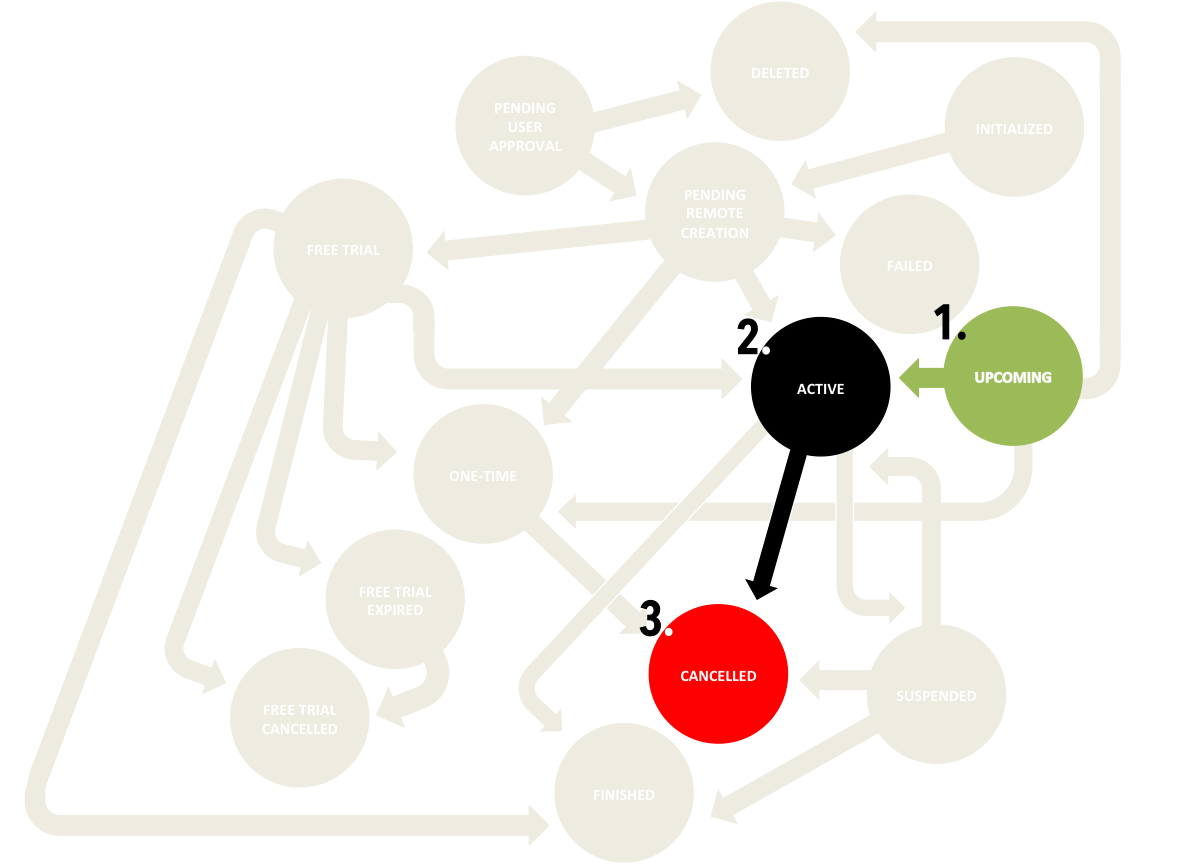 DELETED
PENDING
USER
APPROVAL
INITIALIZED
PENDING
REMOTE
CREATION
FREE TRIAL
FAILED
1.
UPCOMING
2.
ACTIVE
ONE-TIME
FREE TRIAL
EXPIRED
3.
CANCELLED
SUSPENDED
FREE TRIAL
CANCELLED
FINISHED